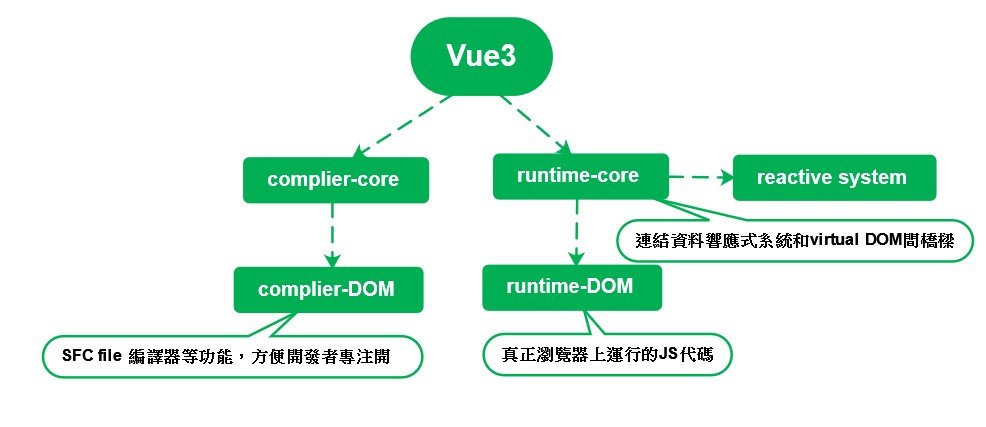 Vue3
complier-core
runtime-core
reactive system
連結資料響應式系統和virtual DOM間橋樑
complier-DOM
runtime-DOM
SFC file 編譯器等功能，方便開發者專注開
真正瀏覽器上運行的JS代碼